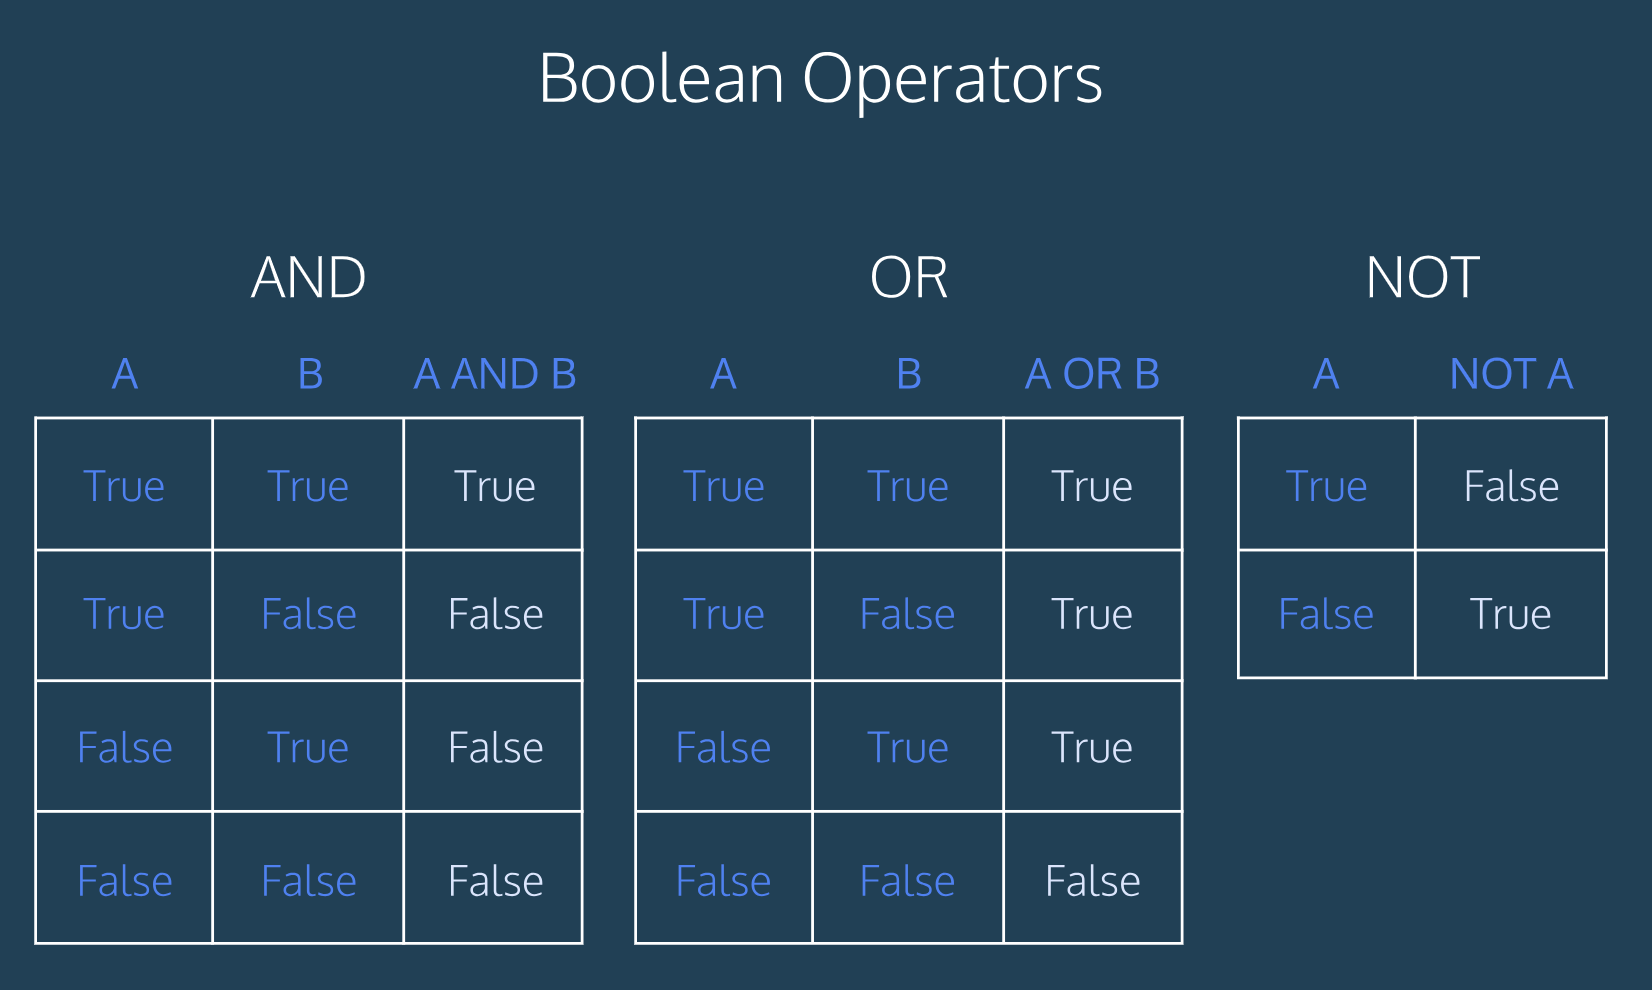 Boolean Operators
AND OR NOT
A B A AND B A B A OR B A NOT A
True True True True True True True False
True False False True False True False True
False True False False True True
False False False False False False